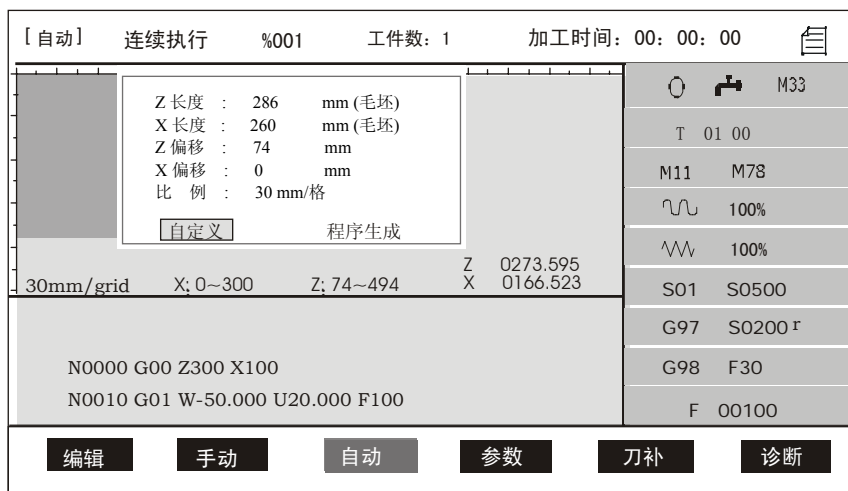 [自动] 连续执行 %001 工件数：1 加工时间：00：00：00
Z 长度 : 286 mm (毛坯)
X 长度 : 260 mm (毛坯)
Z 偏移 : 74 mm
X 偏移 : 0 mm
比 例 : 30 mm/格
自定义 程序生成
Z 0273.595
30mm/grid X: 0~300 Z: 74~494 X 0166.523
N0000 G00 Z300 X100
N0010 G01 W-50.000 U20.000 F100
M33
T 01 00
M11 M78
100%
100%
S01 S0500
G97 S0200 r
G98 F30
F 00100
编辑 手动 自动 参数 刀补 诊断